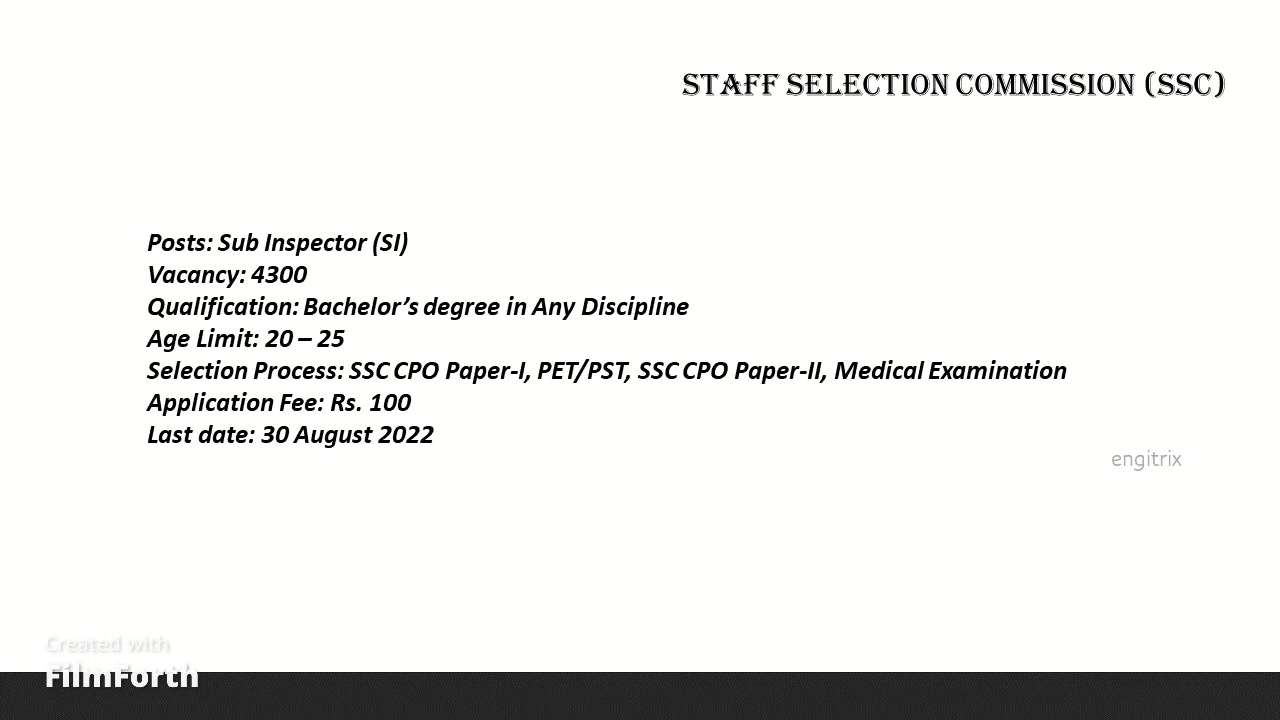 STAFF SELECTION COMMISSION (SSC)
Posts: Sub Inspector (SI)
Vacancy: 4300
Qualification: Bachelor’s degree in Any Discipline
Age Limit: 20 – 25
Selection Process: SSC CPO Paper-I, PET/PST, SSC CPO Paper-II, Medical Examination
Application Fee: Rs. 100
Last date: 30 August 2022
engitrix
Created with
FilmForth